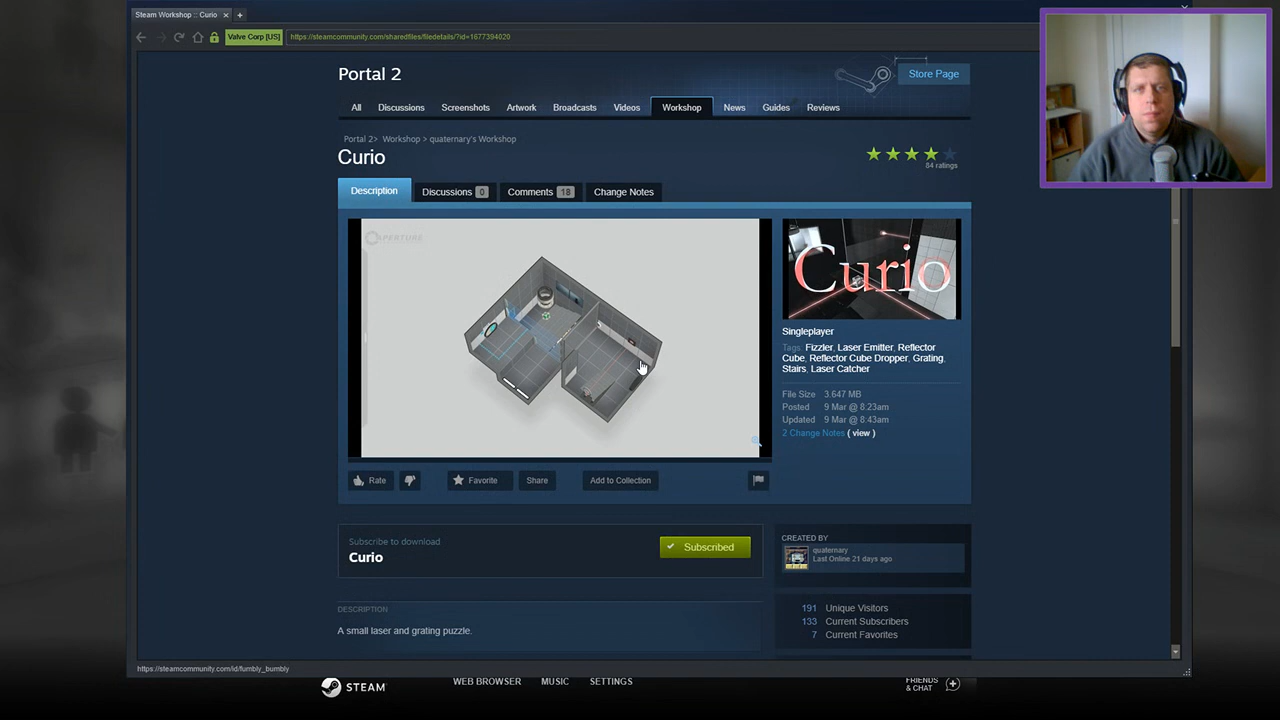 Steam Workshop :: Curio
Valve Corp [US]
https://steamcommunity.com/sharedfiles/filedetails/?id=1677394020
Portal 2
Store Page
All Discussions Screenshots Artwork Broadcasts Videos Workshop News Guides Reviews
Portal 2> Workshop > quaternary's Workshop
Curio
84 ratings
Description Discussions 0 Comments 18 Change Notes
APERTURE
Curio
Singleplayer
Tags: Fizzler, Laser Emitter, Reflector
Cube, Reflector Cube Dropper, Grating,
Stairs, Laser Catcher
File Size 3.647 MB
Posted 9 Mar @ 8:23am
Updated 9 Mar @ 8:43am
2 Change Notes ( view )
Rate Favorite Share Add to Collection
Subscribe to download
Curio
Subscribed
CREATED BY
quaternary
Last Online 21 days ago
DESCRIPTION
A small laser and grating puzzle.
191 Unique Visitors
133 Current Subscribers
7 Current Favorites
https://steamcommunity.com/id/fumbly_bumbly
STEAM
WEB BROWSER MUSIC SETTINGS
FRIENDS
& CHAT